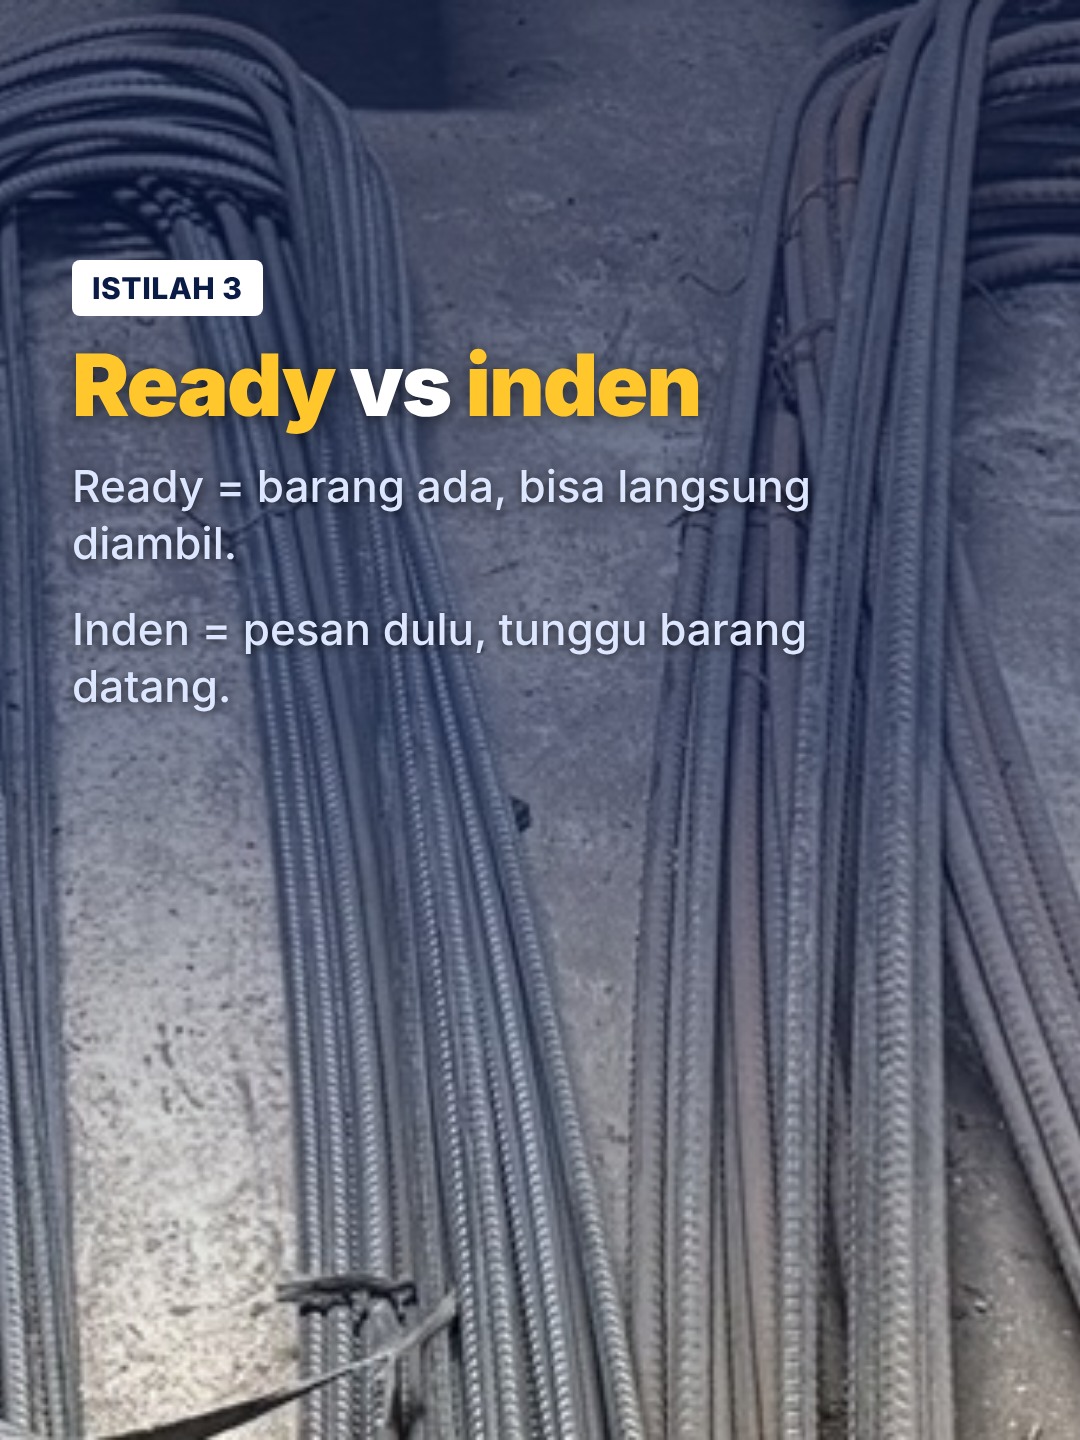 ISTILAH 3
Ready vs inden
Ready = barang ada, bisa langsung
diambil.
Inden = pesan dulu, tunggu barang
datang.